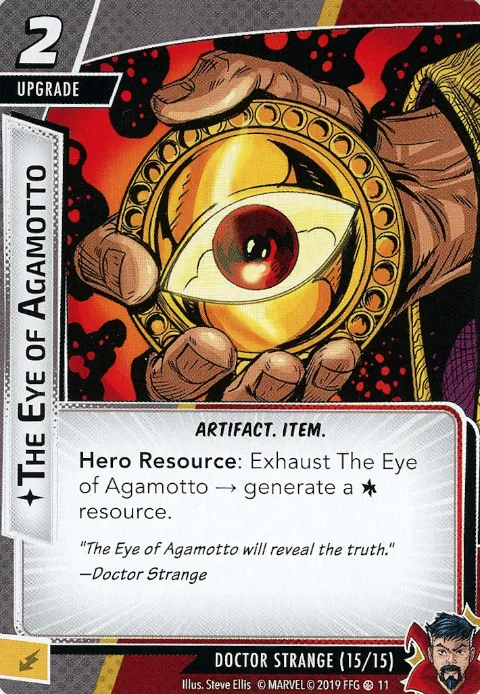 2
UPGRADE
THE EYE OF AGAMOTTO
ARTIFACT. ITEM.
Hero Resource: Exhaust The Eye
of Agamotto → generate a
resource.
"The Eye of Agamotto will reveal the truth."
—Doctor Strange
DOCTOR STRANGE (15/15)
Illus. Steve Ellis © MARVEL © 2019 FFG 11